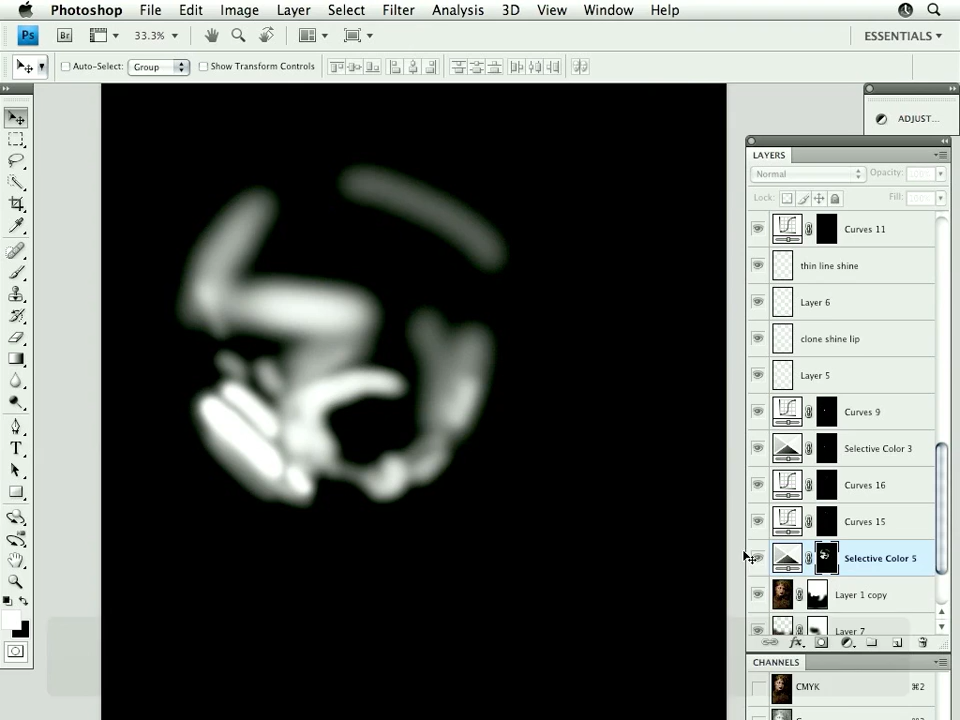 Photoshop File Edit Image Layer Select Filter Analysis 3D View Window Help
Ps Br 33.3% ESSENTIALS
Auto-Select: Group Show Transform Controls
ADJUST...
LAYERS
Normal Opacity: 100%
Lock: Fill: 100%
Curves 11
thin line shine
Layer 6
clone shine lip
Layer 5
Curves 9
Selective Color 3
Curves 16
Curves 15
Selective Color 5
Layer 1 copy
Layer 7
fx
CHANNELS
CMYK ⌘2